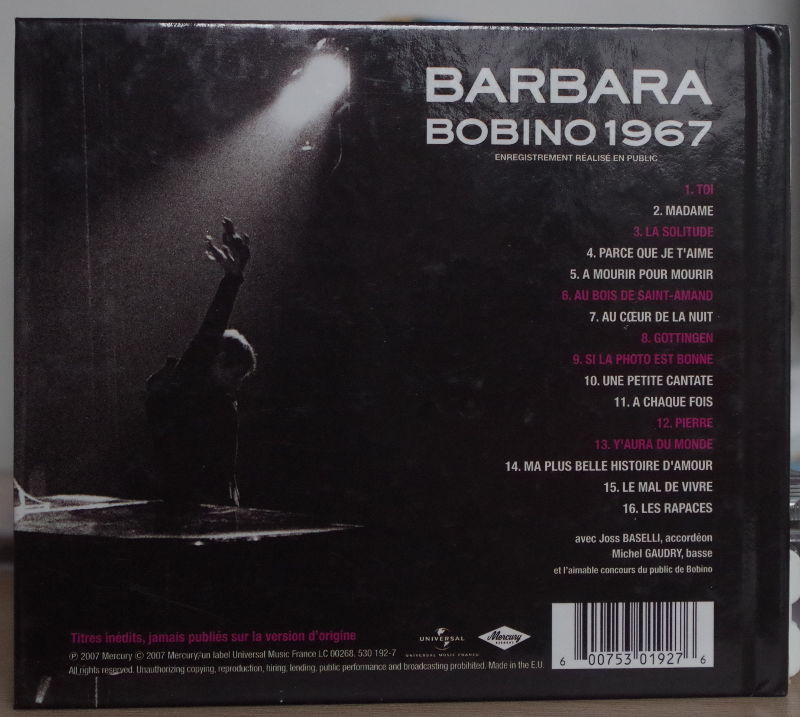 BARBARA
BOBINO 1967
ENREGISTREMENT RÉALISÉ EN PUBLIC
1. TOI
2. MADAME
3. LA SOLITUDE
4. PARCE QUE JE T'AIME
5. A MOURIR POUR MOURIR
6. AU BOIS DE SAINT-AMAND
7. AU CŒUR DE LA NUIT
8. GOTTINGEN
9. SI LA PHOTO EST BONNE
10. UNE PETITE CANTATE
11. A CHAQUE FOIS
12. PIERRE
13. Y'AURA DU MONDE
14. MA PLUS BELLE HISTOIRE D'AMOUR
15. LE MAL DE VIVRE
16. LES RAPACES
avec Joss BASELLI, accordéon
Michel GAUDRY, basse
et l'aimable concours du public de Bobino
Titres inédits, jamais publiés sur la version d'origine
℗ 2007 Mercury © 2007 Mercury,un label Universal Music France LC 00268. 530 192-7
All rights reserved. Unauthorizing copying, reproduction, hiring, lending, public performance and broadcasting prohibited. Made in the E.U.
UNIVERSAL
UNIVERSAL MUSIC FRANCE
Mercury
RECORDS
6 00753 01927 6